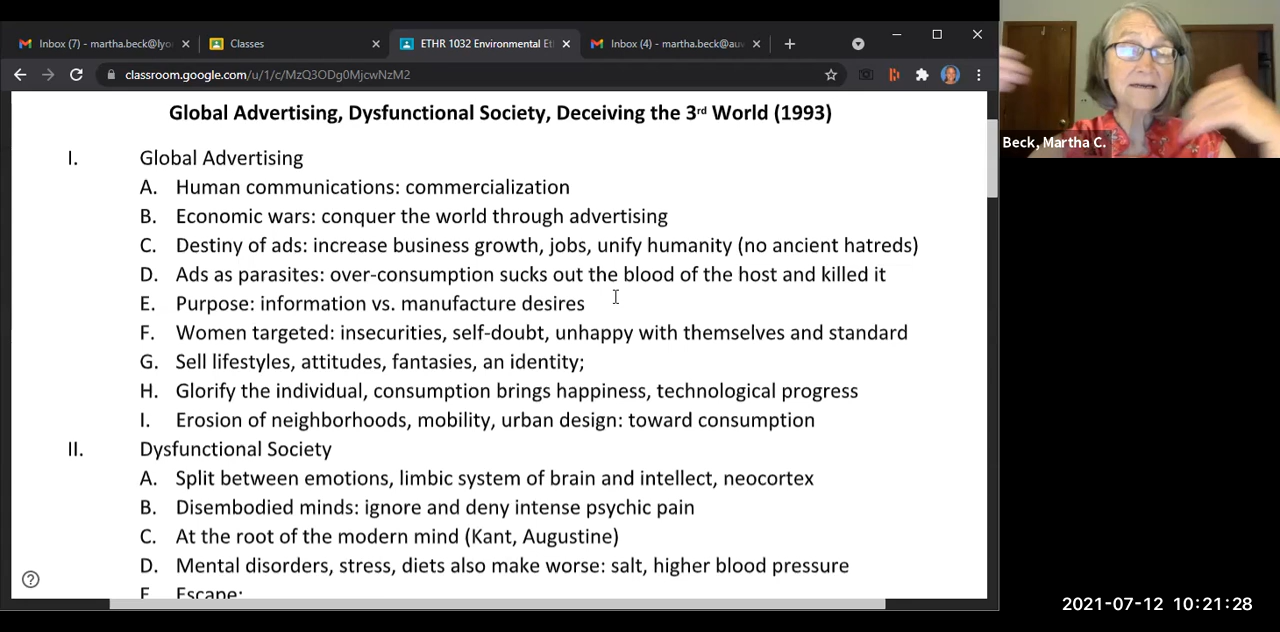 Inbox (7) - martha.beck@lyo
Classes
ETHR 1032 Environmental Et
Inbox (4) - martha.beck@auv
classroom.google.com/u/1/c/MzQ3ODg0MjcwNzM2
Beck, Martha C.
Global Advertising, Dysfunctional Society, Deceiving the 3rd World (1993)
I. Global Advertising
A. Human communications: commercialization
B. Economic wars: conquer the world through advertising
C. Destiny of ads: increase business growth, jobs, unify humanity (no ancient hatreds)
D. Ads as parasites: over-consumption sucks out the blood of the host and killed it
E. Purpose: information vs. manufacture desires
F. Women targeted: insecurities, self-doubt, unhappy with themselves and standard
G. Sell lifestyles, attitudes, fantasies, an identity;
H. Glorify the individual, consumption brings happiness, technological progress
I. Erosion of neighborhoods, mobility, urban design: toward consumption
II. Dysfunctional Society
A. Split between emotions, limbic system of brain and intellect, neocortex
B. Disembodied minds: ignore and deny intense psychic pain
C. At the root of the modern mind (Kant, Augustine)
D. Mental disorders, stress, diets also make worse: salt, higher blood pressure
E. Escape:
2021-07-12 10:21:28